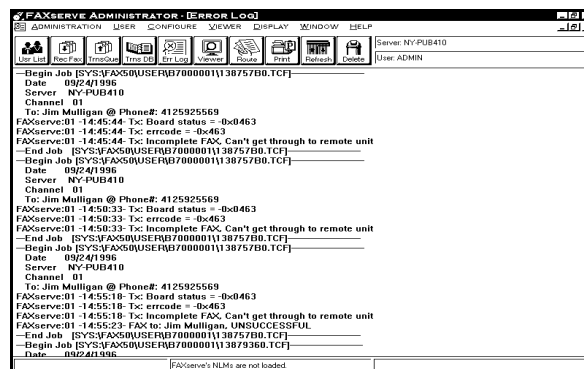 FAXSERVE ADMINISTRATOR - [ERROR LOG]
ADMINISTRATION USER CONFIGURE VIEWER DISPLAY WINDOW HELP
Usr List Rec Fax TrnsQue Trns DB Err Log Viewer Route Print Refresh Delete
Server: NY-PUB410
User: ADMIN
—Begin Job [SYS:\FAX50\USER\B7000001\138757B0.TCF]—
Date 09/24/1996
Server NY-PUB410
Channel 01
To: Jim Mulligan @ Phone#: 4125925569
FAXserve:01 -14:45:44- Tx: Board status = -0x0463
FAXserve:01 -14:45:44- Tx: errcode = -0x463
FAXserve:01 -14:45:44- Tx: Incomplete FAX, Can't get through to remote unit
—End Job [SYS:\FAX50\USER\B7000001\138757B0.TCF]—
—Begin Job [SYS:\FAX50\USER\B7000001\138757B0.TCF]—
Date 09/24/1996
Server NY-PUB410
Channel 01
To: Jim Mulligan @ Phone#: 4125925569
FAXserve:01 -14:50:33- Tx: Board status = -0x0463
FAXserve:01 -14:50:33- Tx: errcode = -0x463
FAXserve:01 -14:50:33- Tx: Incomplete FAX, Can't get through to remote unit
—End Job [SYS:\FAX50\USER\B7000001\138757B0.TCF]—
—Begin Job [SYS:\FAX50\USER\B7000001\138757B0.TCF]—
Date 09/24/1996
Server NY-PUB410
Channel 01
To: Jim Mulligan @ Phone#: 4125925569
FAXserve:01 -14:55:18- Tx: Board status = -0x0463
FAXserve:01 -14:55:18- Tx: errcode = -0x463
FAXserve:01 -14:55:18- Tx: Incomplete FAX, Can't get through to remote unit
FAXserve:01 -14:55:23- FAX to: Jim Mulligan, UNSUCCESSFUL
—End Job [SYS:\FAX50\USER\B7000001\138757B0.TCF]—
—Begin Job [SYS:\FAX50\USER\B7000001\13879360.TCF]—
Date 09/24/1996
FAXserve's NLMs are not loaded.